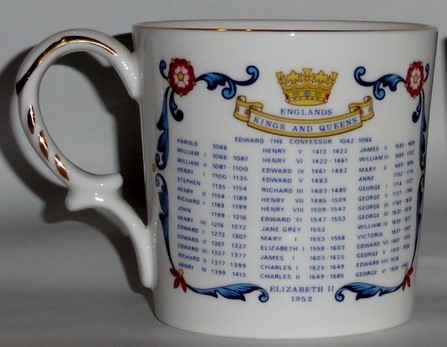 ENGLANDS
KINGS AND QUEENS
EDWARD THE CONFESSOR 1042-1066
HAROLD 1066
WILLIAM I 1066 1087
WILLIAM II 1087 1100
HENRY I 1100 1135
STEPHEN 1135 1154
HENRY II 1154 1189
RICHARD I 1189 1199
JOHN 1199 - 1216
HENRY III 1216 - 1272
EDWARD I 1272 1307
EDWARD II 1307 1327
EDWARD III 1327 1377
RICHARD II 1377 1399
HENRY IV 1399 1413
HENRY V 1413 1422
HENRY VI 1422 - 1461
EDWARD IV 1461 - 1483
EDWARD V 1483
RICHARD III 1483 1485
HENRY VII 1485 1509
HENRY VIII 1509 1547
EDWARD VI 1547 1553
JANE GREY 1553
MARY I 1553 1558
ELIZABETH I 1558 - 1603
JAMES I 1603 - 1625
CHARLES I 1625 - 1649
CHARLES II 1649 - 1685
JAMES II 1685
WILLIAM III
MARY II
ANNE
GEORGE I
GEORGE
GEORGE
GEORGE
WILLIAM IV
VICTORIA
EDWARD VII
GEORGE V
EDWARD VIII
GEORGE VI
ELIZABETH II
1952